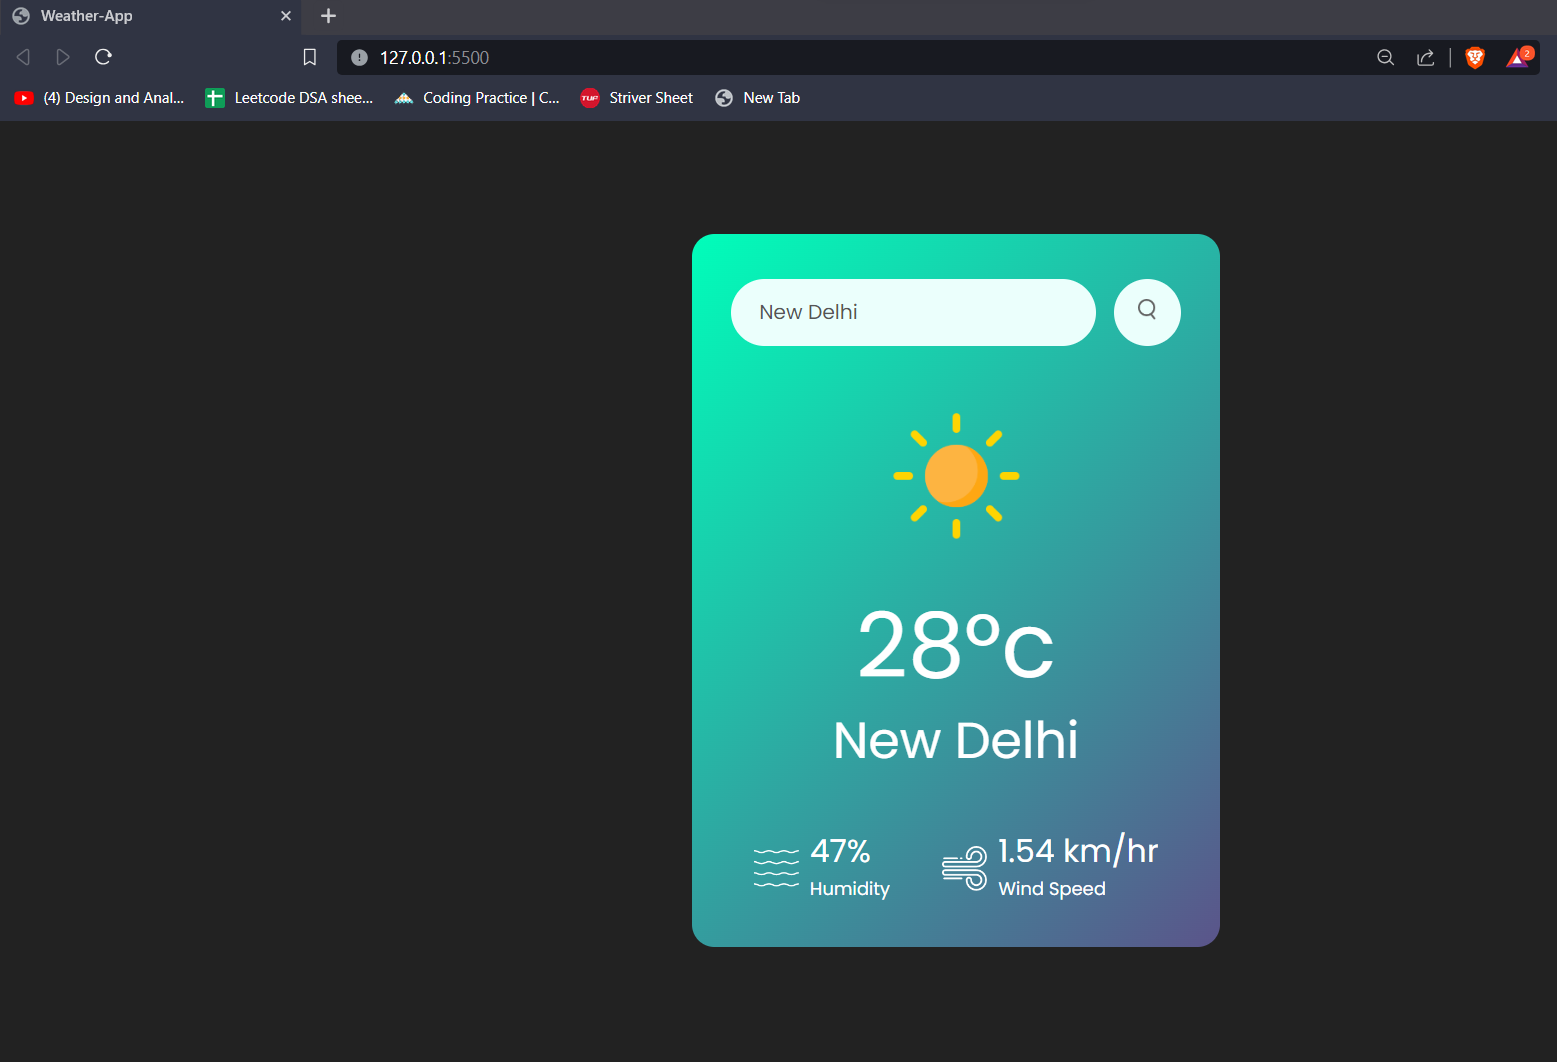 Weather-App
127.0.0.1:5500
2
(4) Design and Anal... Leetcode DSA shee... Coding Practice | C... TUF Striver Sheet New Tab
New Delhi
28°c
New Delhi
47% 1.54 km/hr
Humidity Wind Speed